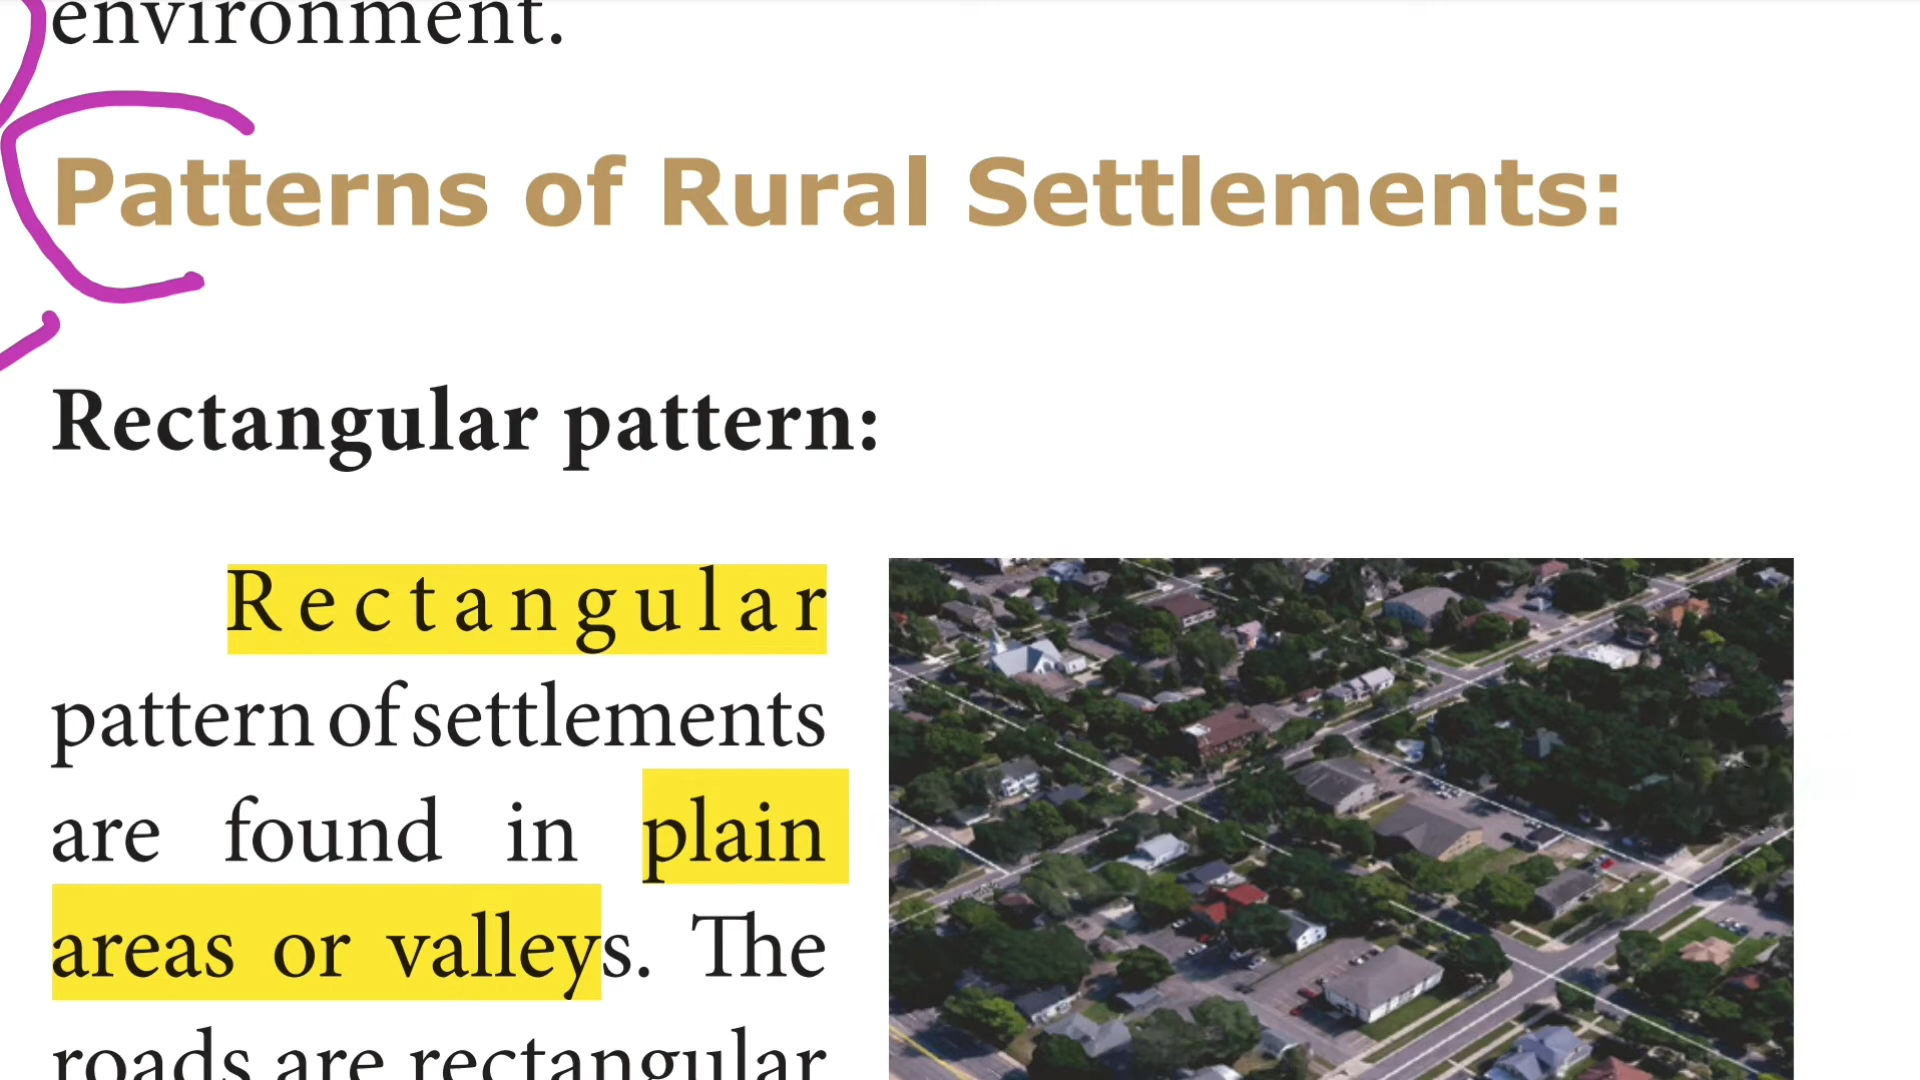 environment.
Patterns of Rural Settlements:
Rectangular pattern:
Rectangular
pattern of settlements
are found in plain
areas or valleys. The
roads are rectangular